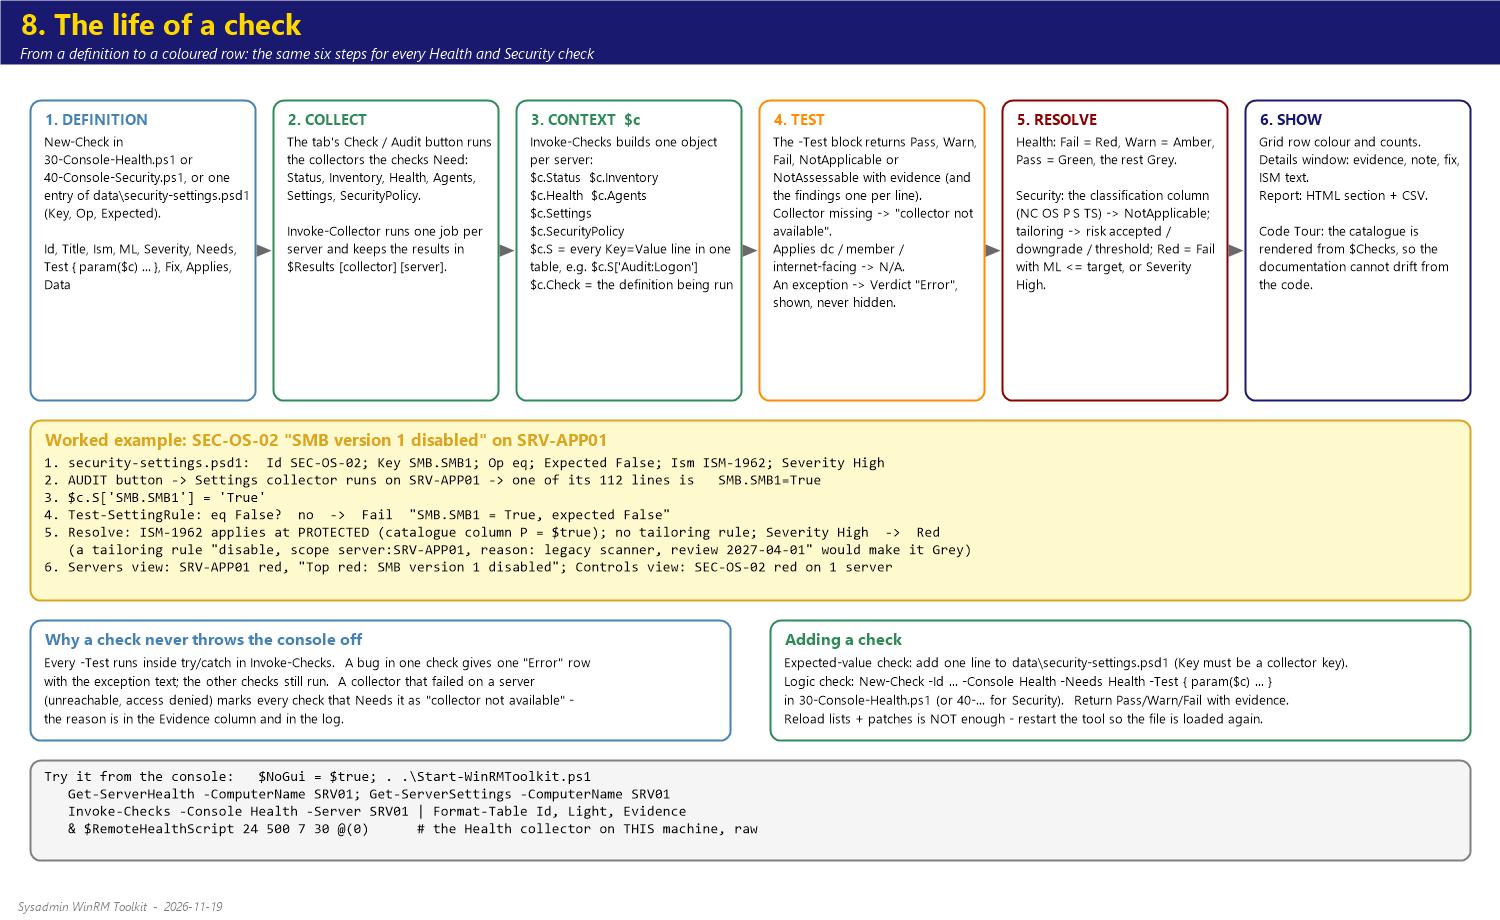 8. The life of a check
From a definition to a coloured row: the same six steps for every Health and Security check
1. DEFINITION
New-Check in
30-Console-Health.ps1 or
40-Console-Security.ps1, or one
entry of data\security-settings.psd1
(Key, Op, Expected).
Id, Title, Ism, ML, Severity, Needs,
Test { param($c) ... }, Fix, Applies,
Data
2. COLLECT
The tab's Check / Audit button runs
the collectors the checks Need:
Status, Inventory, Health, Agents,
Settings, SecurityPolicy.
Invoke-Collector runs one job per
server and keeps the results in
$Results [collector] [server].
3. CONTEXT $c
Invoke-Checks builds one object
per server:
$c.Status $c.Inventory
$c.Health $c.Agents
$c.Settings
$c.SecurityPolicy
$c.S = every Key=Value line in one
table, e.g. $c.S['Audit:Logon']
$c.Check = the definition being run
4. TEST
The -Test block returns Pass, Warn,
Fail, NotApplicable or
NotAssessable with evidence (and
the findings one per line).
Collector missing -> "collector not
available".
Applies dc / member /
internet-facing -> N/A.
An exception -> Verdict "Error",
shown, never hidden.
5. RESOLVE
Health: Fail = Red, Warn = Amber,
Pass = Green, the rest Grey.
Security: the classification column
(NC OS P S TS) -> NotApplicable;
tailoring -> risk accepted /
downgrade / threshold; Red = Fail
with ML <= target, or Severity
High.
6. SHOW
Grid row colour and counts.
Details window: evidence, note, fix,
ISM text.
Report: HTML section + CSV.
Code Tour: the catalogue is
rendered from $Checks, so the
documentation cannot drift from
the code.
Worked example: SEC-OS-02 "SMB version 1 disabled" on SRV-APP01
1. security-settings.psd1: Id SEC-OS-02; Key SMB.SMB1; Op eq; Expected False; Ism ISM-1962; Severity High
2. AUDIT button -> Settings collector runs on SRV-APP01 -> one of its 112 lines is SMB.SMB1=True
3. $c.S['SMB.SMB1'] = 'True'
4. Test-SettingRule: eq False? no -> Fail "SMB.SMB1 = True, expected False"
5. Resolve: ISM-1962 applies at PROTECTED (catalogue column P = $true); no tailoring rule; Severity High -> Red
(a tailoring rule "disable, scope server:SRV-APP01, reason: legacy scanner, review 2027-04-01" would make it Grey)
6. Servers view: SRV-APP01 red, "Top red: SMB version 1 disabled"; Controls view: SEC-OS-02 red on 1 server
Why a check never throws the console off
Every -Test runs inside try/catch in Invoke-Checks. A bug in one check gives one "Error" row
with the exception text; the other checks still run. A collector that failed on a server
(unreachable, access denied) marks every check that Needs it as "collector not available" -
the reason is in the Evidence column and in the log.
Adding a check
Expected-value check: add one line to data\security-settings.psd1 (Key must be a collector key).
Logic check: New-Check -Id ... -Console Health -Needs Health -Test { param($c) ... }
in 30-Console-Health.ps1 (or 40-... for Security). Return Pass/Warn/Fail with evidence.
Reload lists + patches is NOT enough - restart the tool so the file is loaded again.
Try it from the console: $NoGui = $true; . .\Start-WinRMToolkit.ps1
Get-ServerHealth -ComputerName SRV01; Get-ServerSettings -ComputerName SRV01
Invoke-Checks -Console Health -Server SRV01 | Format-Table Id, Light, Evidence
& $RemoteHealthScript 24 500 7 30 @(0) # the Health collector on THIS machine, raw
Sysadmin WinRM Toolkit - 2026-11-19